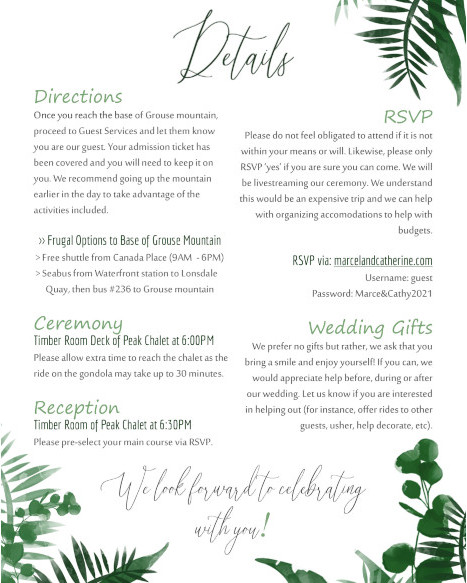 Details
Directions
Once you reach the base of Grouse mountain,
proceed to Guest Services and let them know
you are our guest. Your admission ticket has
been covered and you will need to keep it on
you. We recommend going up the mountain
earlier in the day to take advantage of the
activities included.
» Frugal Options to Base of Grouse Mountain
> Free shuttle from Canada Place (9AM - 6PM)
> Seabus from Waterfront station to Lonsdale
Quay, then bus #236 to Grouse mountain
Ceremony
Timber Room Deck of Peak Chalet at 6:00PM
Please allow extra time to reach the chalet as the
ride on the gondola may take up to 30 minutes.
Reception
Timber Room of Peak Chalet at 6:30PM
Please pre-select your main course via RSVP.
RSVP
Please do not feel obligated to attend if it is not
within your means or will. Likewise, please only
RSVP 'yes' if you are sure you can come. We will
be livestreaming our ceremony. We understand
this would be an expensive trip and we can help
with organizing accomodations to help with
budgets.
RSVP via: marcelandcatherine.com
Username: guest
Password: Marce&Cathy2021
Wedding Gifts
We prefer no gifts but rather, we ask that you
bring a smile and enjoy yourself! If you can, we
would appreciate help before, during or after
our wedding. Let us know if you are interested
in helping out (for instance, offer rides to other
guests, usher, help decorate, etc).
We look forward to celebrating
with you!